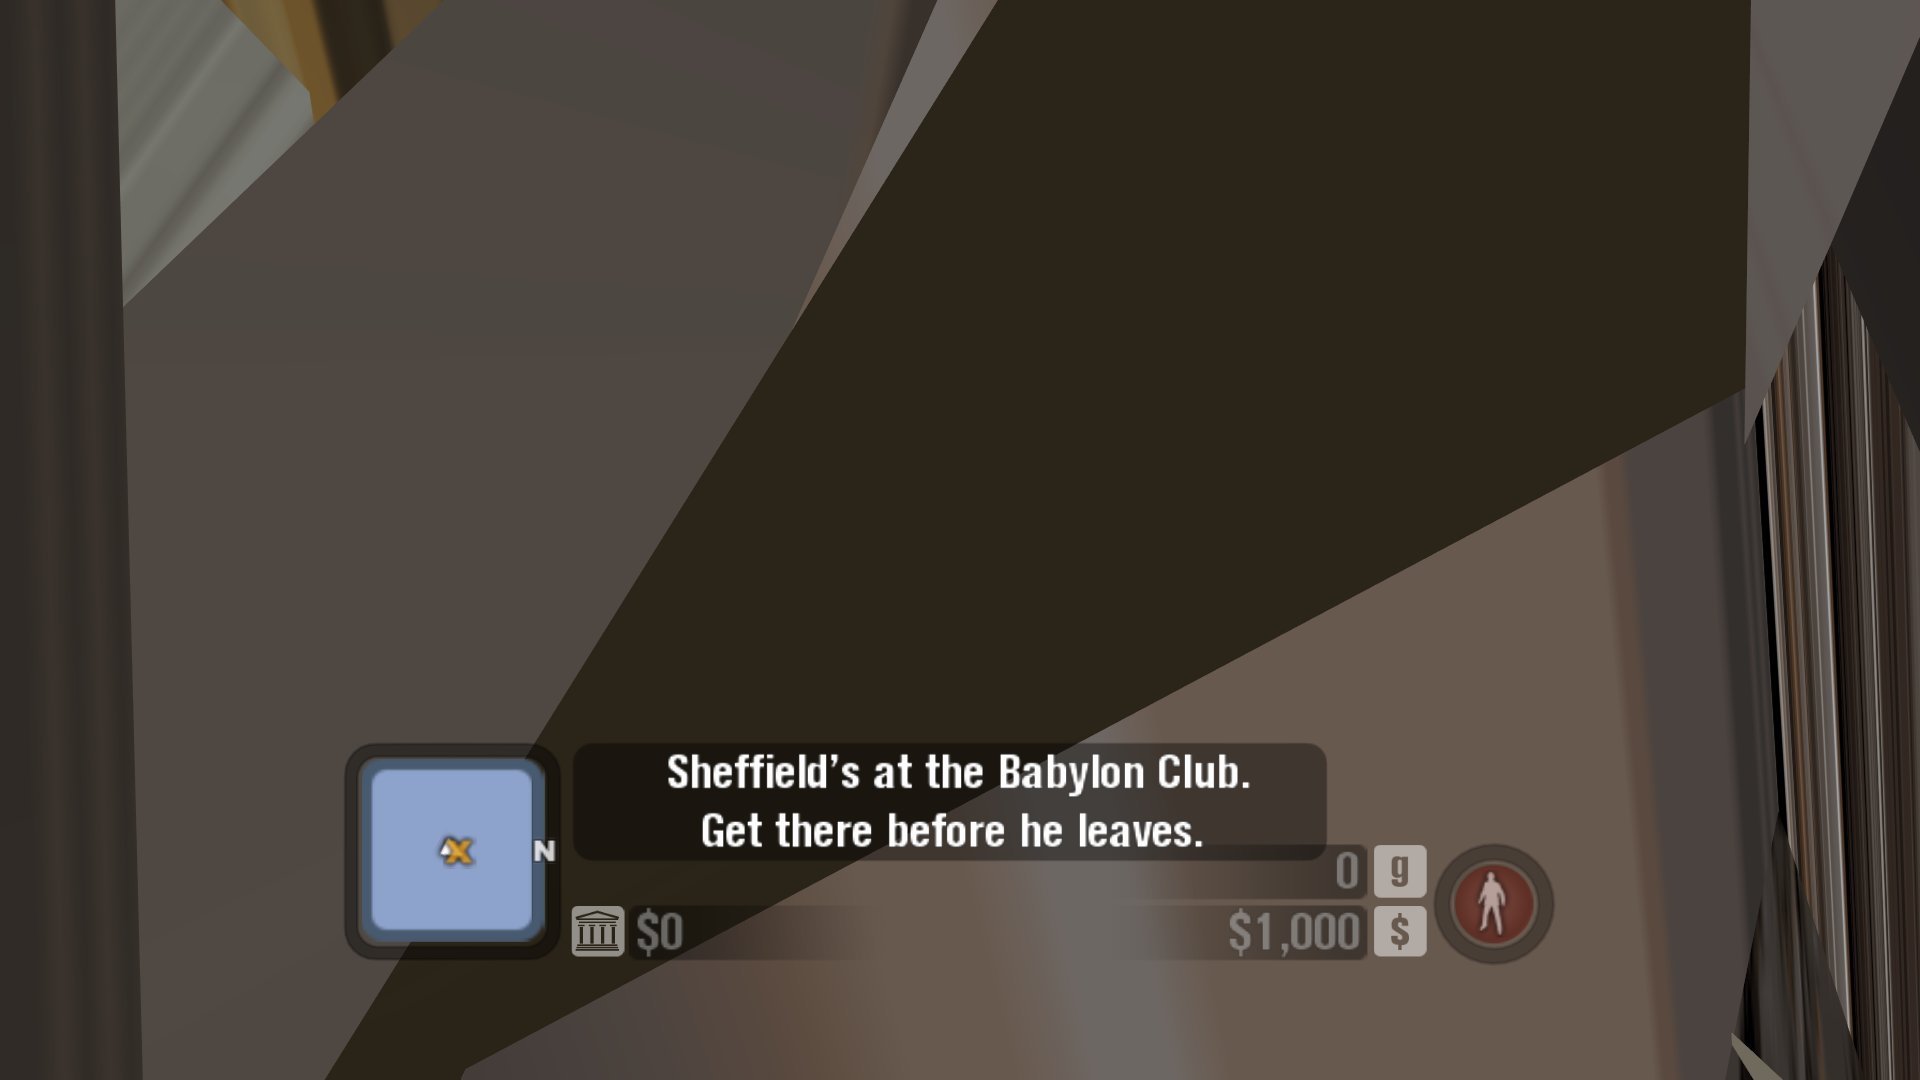 Sheffield's at the Babylon Club.
Get there before he leaves.
N
0 g
$0
$1,000 $